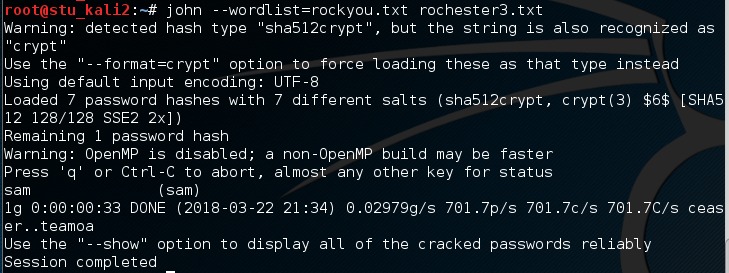 root@stu_kali2:~# john --wordlist=rockyou.txt rochester3.txt
Warning: detected hash type "sha512crypt", but the string is also recognized as
"crypt"
Use the "--format=crypt" option to force loading these as that type instead
Using default input encoding: UTF-8
Loaded 7 password hashes with 7 different salts (sha512crypt, crypt(3) $6$ [SHA5
12 128/128 SSE2 2x])
Remaining 1 password hash
Warning: OpenMP is disabled; a non-OpenMP build may be faster
Press 'q' or Ctrl-C to abort, almost any other key for status
sam              (sam)
1g 0:00:00:33 DONE (2018-03-22 21:34) 0.02979g/s 701.7p/s 701.7c/s 701.7C/s ceas
er..teamoa
Use the "--show" option to display all of the cracked passwords reliably
Session completed